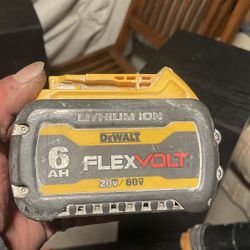 LITHIUM ION
DEWALT
6
AH
FLEXVOLT
20V/60V